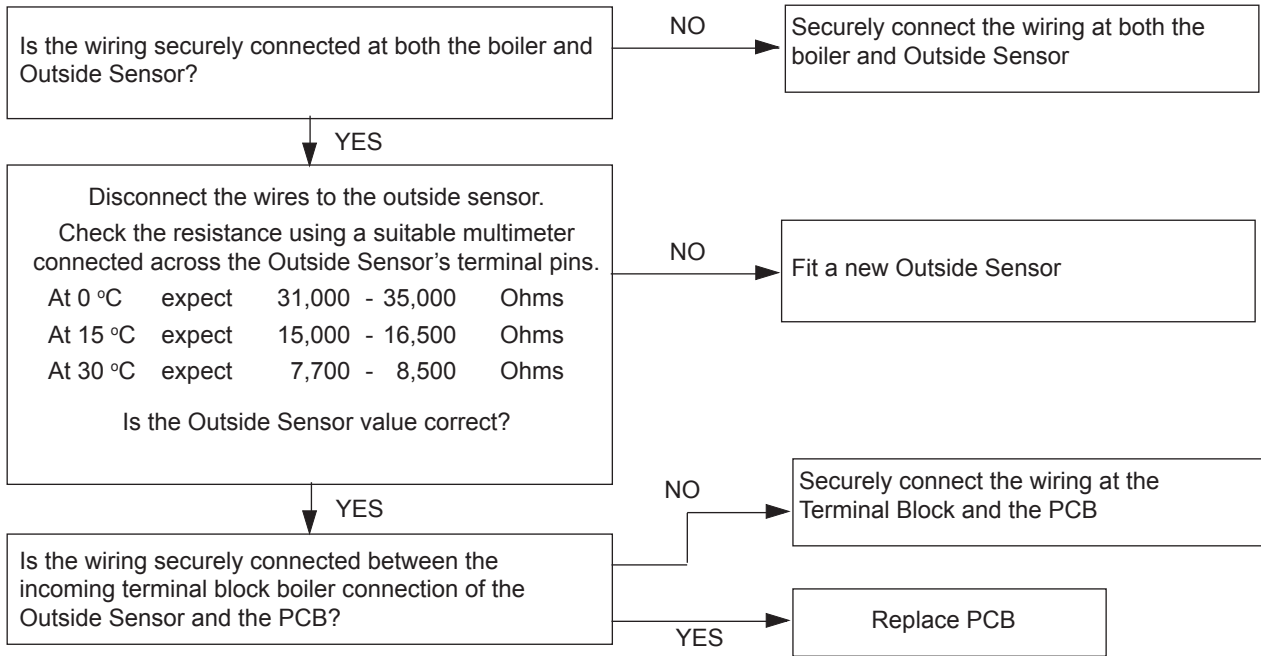 Is the wiring securely connected at both the boiler and
Outside Sensor?
NO
Securely connect the wiring at both the
boiler and Outside Sensor
YES
Disconnect the wires to the outside sensor.
Check the resistance using a suitable multimeter
connected across the Outside Sensor’s terminal pins.
At 0 °C expect 31,000 - 35,000 Ohms
At 15 °C expect 15,000 - 16,500 Ohms
At 30 °C expect 7,700 - 8,500 Ohms
Is the Outside Sensor value correct?
NO
Fit a new Outside Sensor
YES
Is the wiring securely connected between the
incoming terminal block boiler connection of the
Outside Sensor and the PCB?
NO
Securely connect the wiring at the
Terminal Block and the PCB
YES
Replace PCB